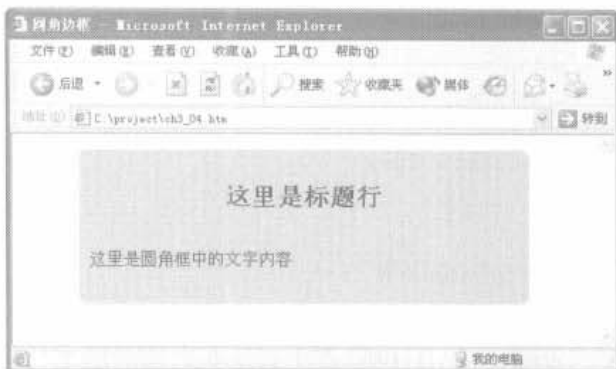 圆角边框 - Microsoft Internet Explorer
文件(F) 编辑(E) 查看(V) 收藏(A) 工具(T) 帮助(H)
后退 搜索 收藏夹 媒体 »
地址(D) C:\project\ch3_04.htm 转到
这里是标题行
这里是圆角框中的文字内容
我的电脑